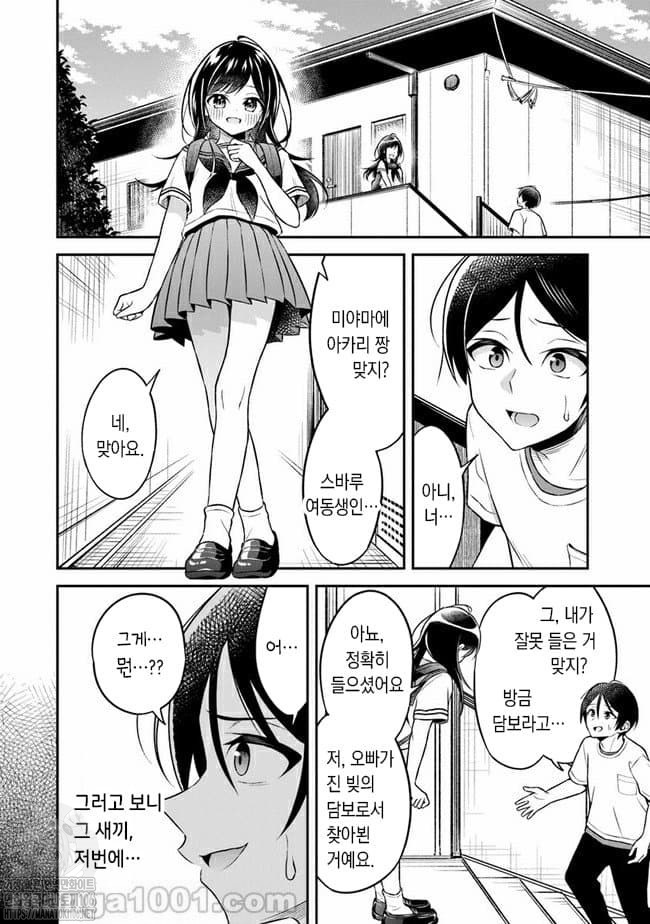 아니,
너…
미야마에
아카리 짱
맞지?
스바루
여동생인…
네,
맞아요.
그, 내가
잘못 들은 거
맞지?
방금
담보라고…
아뇨,
정확히
들으셨어요
저, 오빠가
진 빚의
담보로서
찾아뵌
거예요.
어…
그게…
뭔…??
그러고 보니
그 새끼,
저번에…
manga1001.com
HTTPS://MANATOKI